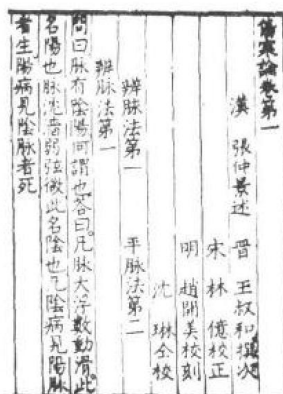 傷寒論卷第一
漢 張仲景述 晋 王叔和撰次
宋 林 億校正
明 趙開美校刻
沈 琳仝校
辨脉法第一 平脉法第二
辨脉法第一
問曰脉有陰陽何謂也答曰。凡脉大浮數動滑。此
名陽也脉沈濇弱弦微此名陰也凡陰病見陽脉
者生陽病見陰脉者死